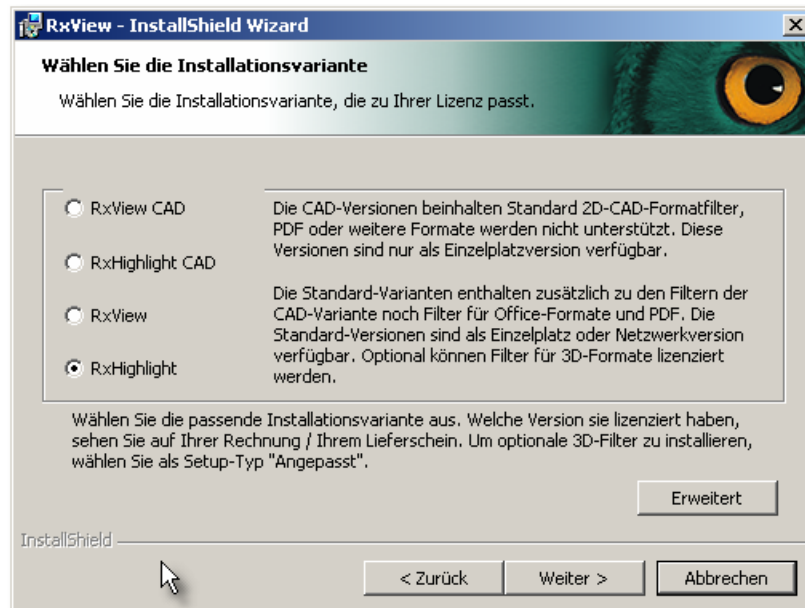 RxView - InstallShield Wizard
Wählen Sie die Installationsvariante
Wählen Sie die Installationsvariante, die zu Ihrer Lizenz passt.
RxView CAD
RxHighlight CAD
RxView
RxHighlight
Die CAD-Versionen beinhalten Standard 2D-CAD-Formatfilter,
PDF oder weitere Formate werden nicht unterstützt. Diese
Versionen sind nur als Einzelplatzversion verfügbar.
Die Standard-Varianten enthalten zusätzlich zu den Filtern der
CAD-Variante noch Filter für Office-Formate und PDF. Die
Standard-Versionen sind als Einzelplatz oder Netzwerkversion
verfügbar. Optional können Filter für 3D-Formate lizenziert
werden.
Wählen Sie die passende Installationsvariante aus. Welche Version sie lizenziert haben,
sehen Sie auf Ihrer Rechnung / Ihrem Lieferschein. Um optionale 3D-Filter zu installieren,
wählen Sie als Setup-Typ "Angepasst".
Erweitert
InstallShield
< Zurück
Weiter >
Abbrechen